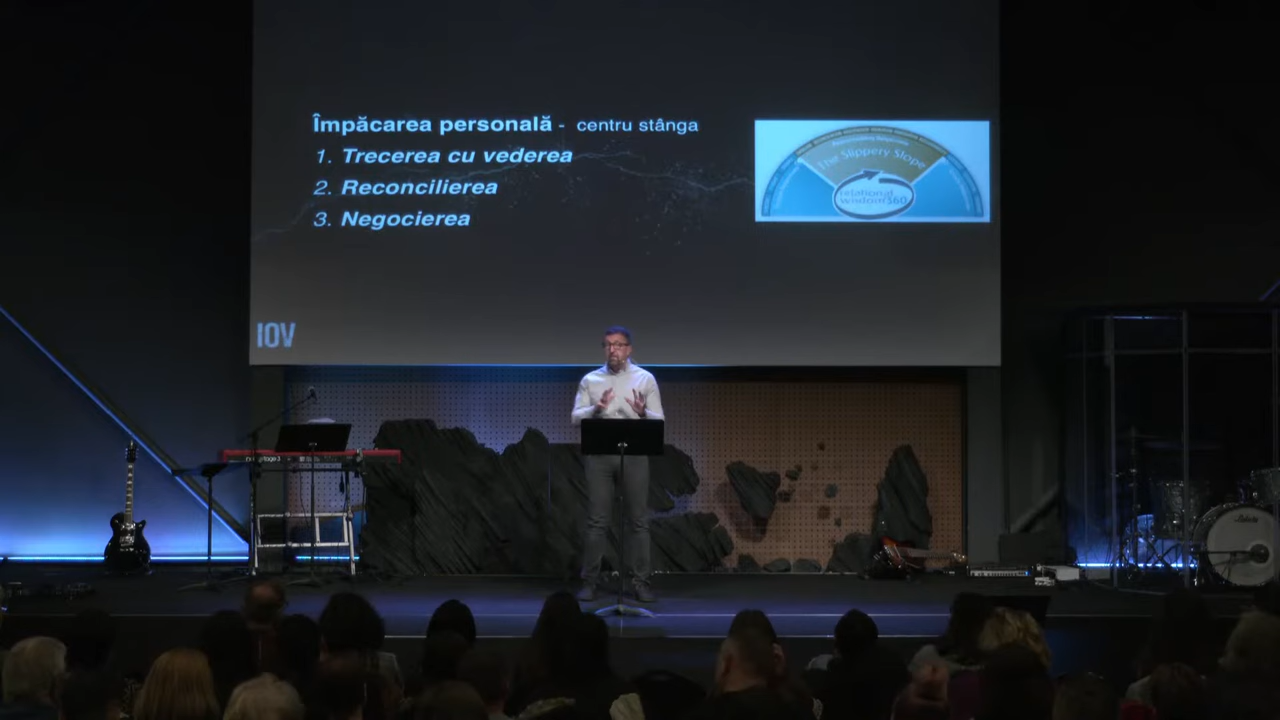 Împăcarea personală - centru stânga
1. Trecerea cu vederea
2. Reconcilierea
3. Negocierea
The Slippery Slope
relational
wisdom360
IOV